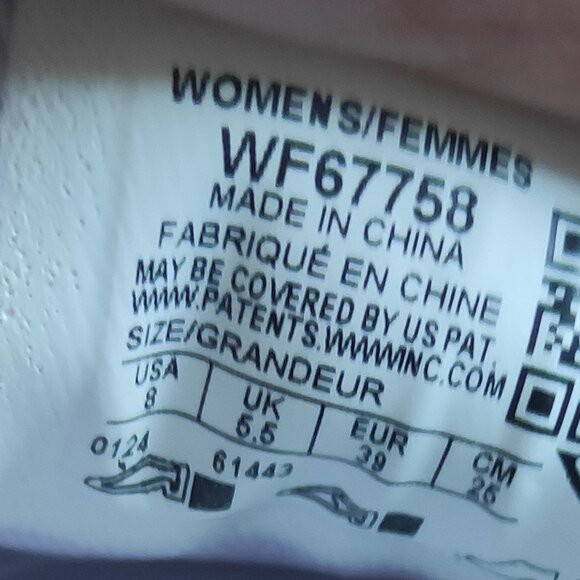 WOMENS/FEMMES
WF67758
MADE IN CHINA
FABRIQUÉ EN CHINE
MAY BE COVERED BY US PAT.
WWW.PATENTS.WWWINC.COM
SIZE/GRANDEUR
USA UK EUR CM
8 5.5 39 25
0124 61442